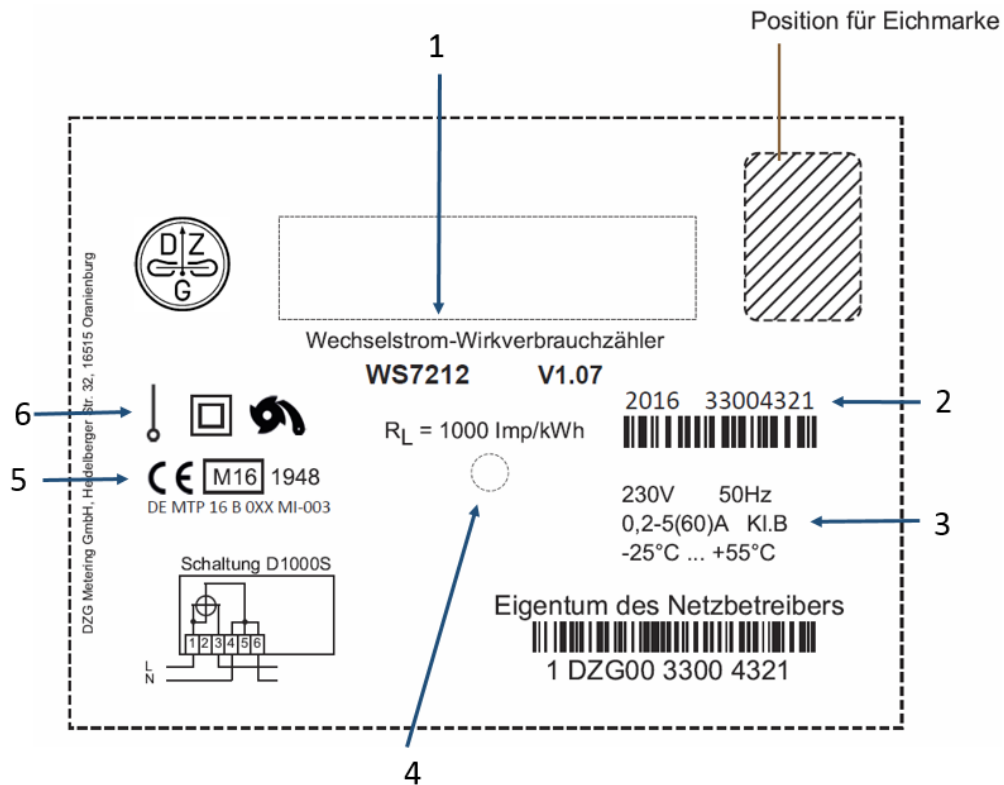 Position für Eichmarke
1
D Z
G
DZG Metering GmbH, Heidelberger Str. 32, 16515 Oranienburg
Wechselstrom-Wirkverbrauchzähler
WS7212 V1.07
2016 33004321
2
6
R_L = 1000 Imp/kWh
5
CE M16 1948
DE MTP 16 B 0XX MI-003
230V 50Hz
0,2-5(60)A Kl.B
3
-25°C ... +55°C
Schaltung D1000S
1 2 3 4 5 6
L
N
Eigentum des Netzbetreibers
1 DZG00 3300 4321
4